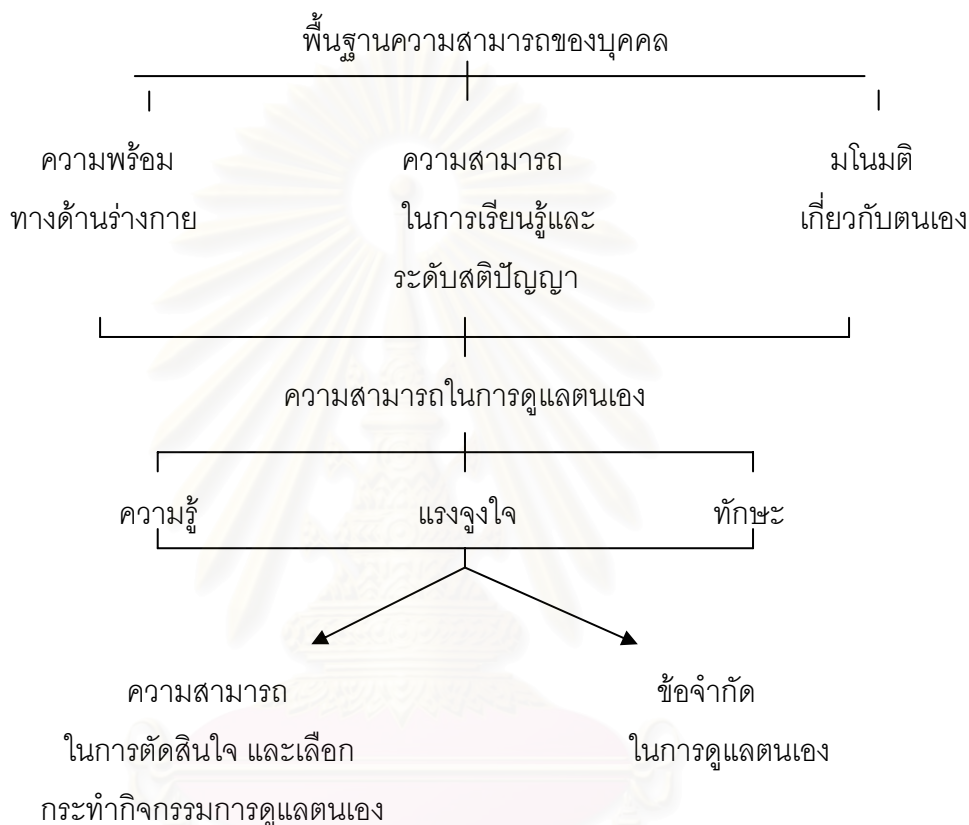 พื้นฐานความสามารถของบุคคล
ความพร้อม
ทางด้านร่างกาย
ความสามารถ
ในการเรียนรู้และ
ระดับสติปัญญา
มโนมติ
เกี่ยวกับตนเอง
ความสามารถในการดูแลตนเอง
ความรู้
แรงจูงใจ
ทักษะ
ความสามารถ
ในการตัดสินใจ และเลือก
กระทำกิจกรรมการดูแลตนเอง
ข้อจำกัด
ในการดูแลตนเอง